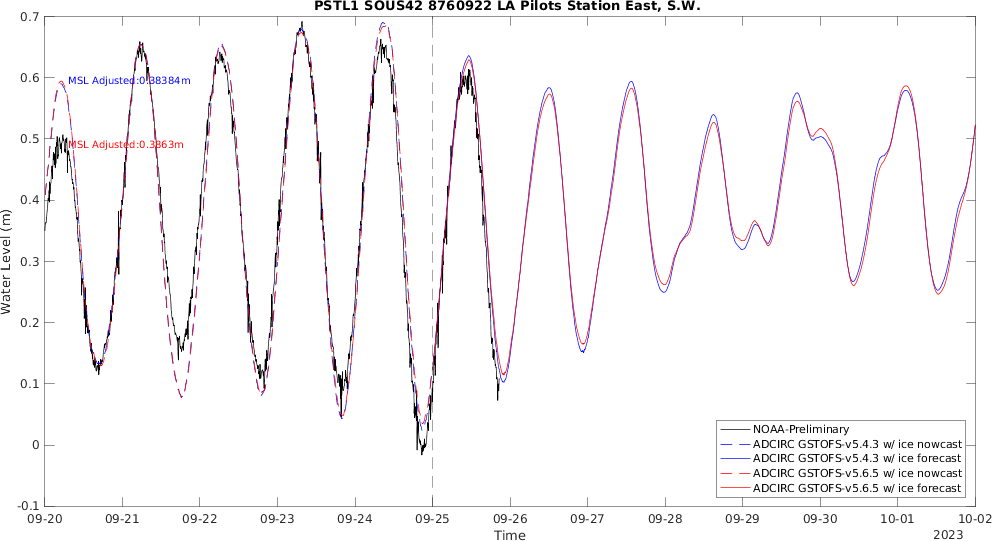 PSTL1 SOUS42 8760922 LA Pilots Station East, S.W.
0.7
0.6
0.5
0.4
0.3
0.2
0.1
0
-0.1
Water Level (m)
MSL Adjusted:0.38384m
MSL Adjusted:0.3863m
NOAA-Preliminary
ADCIRC GSTOFS-v5.4.3 w/ ice nowcast
ADCIRC GSTOFS-v5.4.3 w/ ice forecast
ADCIRC GSTOFS-v5.6.5 w/ ice nowcast
ADCIRC GSTOFS-v5.6.5 w/ ice forecast
09-20 09-21 09-22 09-23 09-24 09-25 09-26 09-27 09-28 09-29 09-30 10-01 10-02
Time
2023